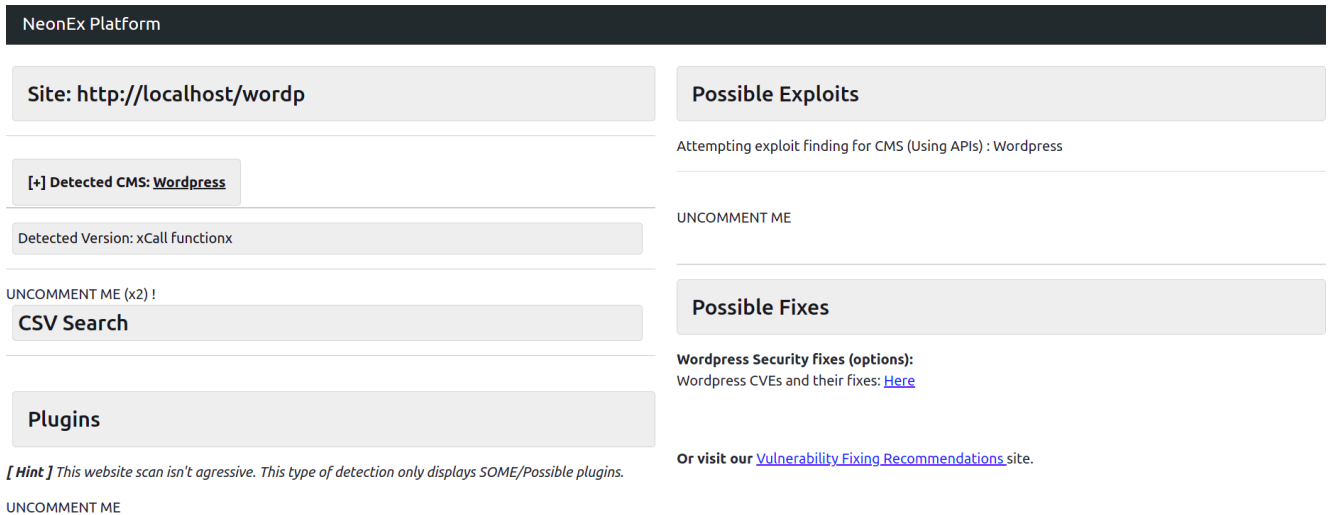 NeonEx Platform
Site: http://localhost/wordp
[+] Detected CMS: Wordpress
Detected Version: xCall functionx
UNCOMMENT ME (x2) !
CSV Search
Plugins
[ Hint ] This website scan isn't agressive. This type of detection only displays SOME/Possible plugins.
UNCOMMENT ME
Possible Exploits
Attempting exploit finding for CMS (Using APIs) : Wordpress
UNCOMMENT ME
Possible Fixes
Wordpress Security fixes (options):
Wordpress CVEs and their fixes: Here
Or visit our Vulnerability Fixing Recommendations site.